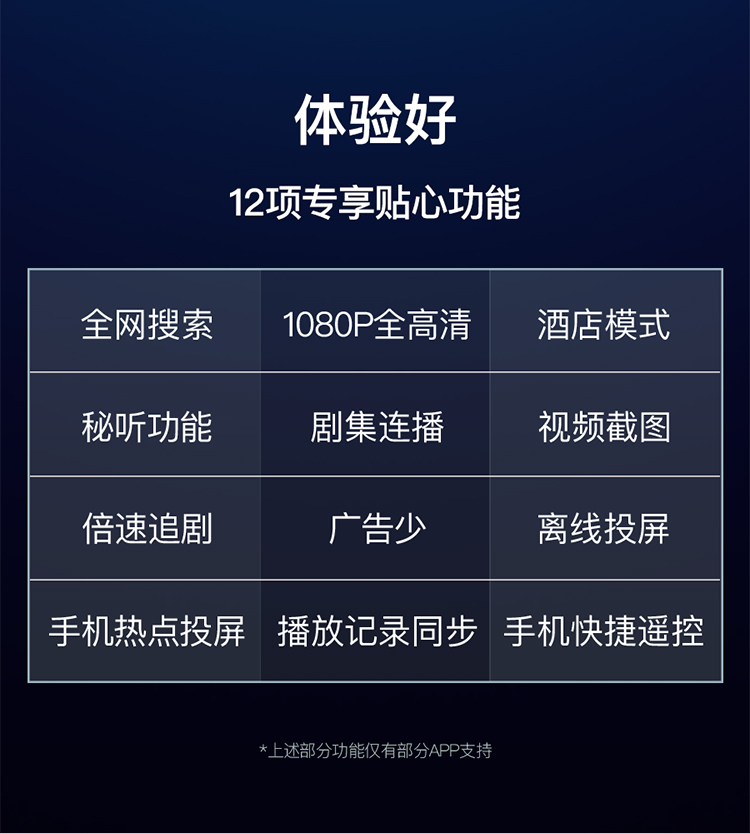 体验好
12项专享贴心功能
全网搜索 1080P全高清 酒店模式
秘听功能 剧集连播 视频截图
倍速追剧 广告少 离线投屏
手机热点投屏 播放记录同步 手机快捷遥控
*上述部分功能仅有部分APP支持